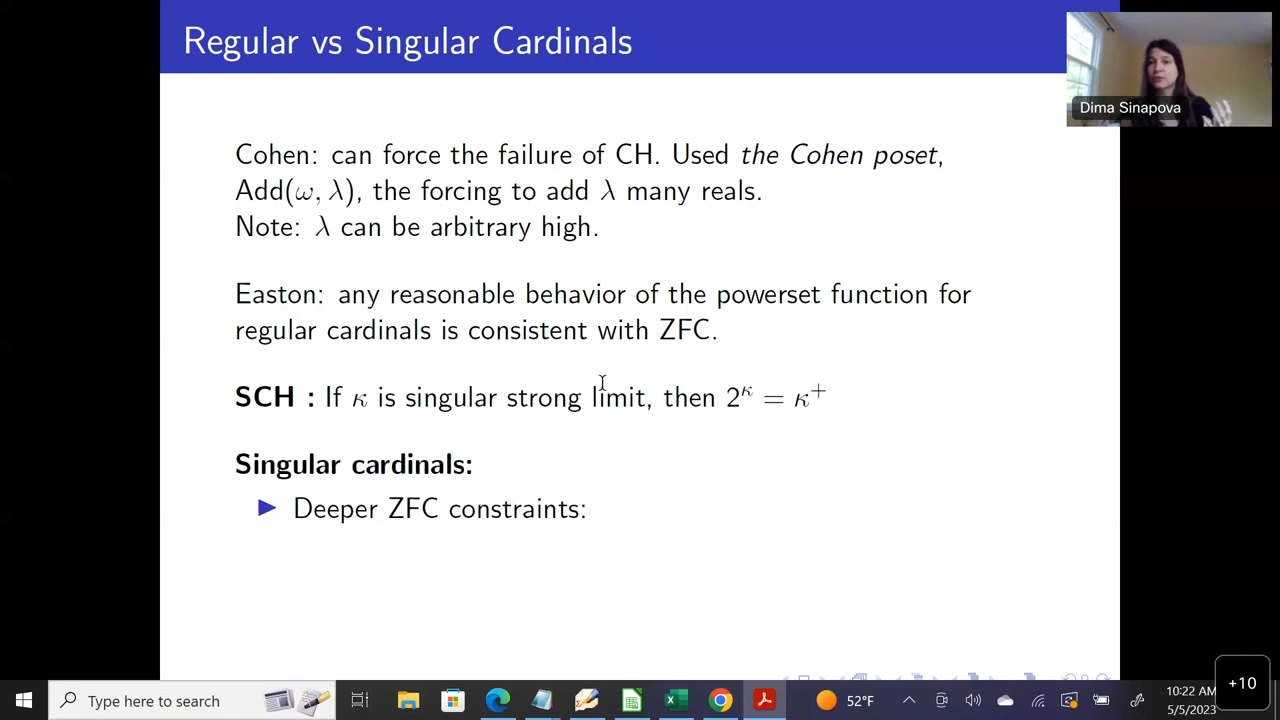 Regular vs Singular Cardinals
Dima Sinapova
Cohen: can force the failure of CH. Used the Cohen poset,
Add(ω, λ), the forcing to add λ many reals.
Note: λ can be arbitrary high.
Easton: any reasonable behavior of the powerset function for
regular cardinals is consistent with ZFC.
SCH : If κ is singular strong limit, then 2^κ = κ⁺
Singular cardinals:
▶ Deeper ZFC constraints:
+10
Type here to search
52°F
10:22 AM
5/5/2023